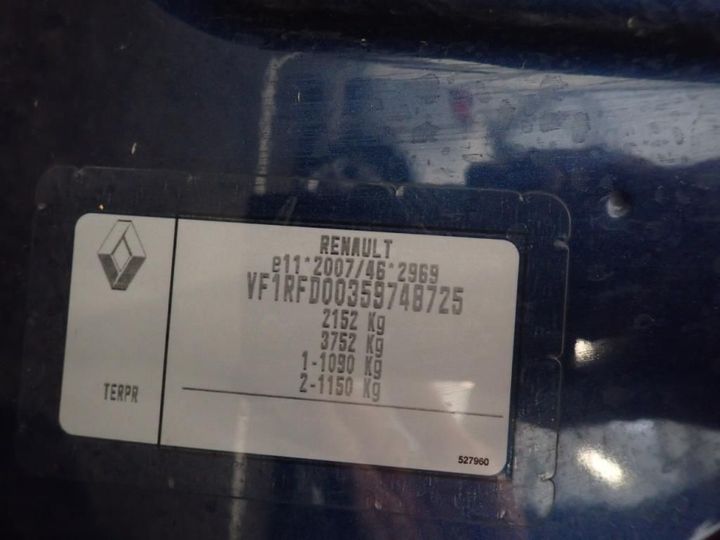 RENAULT
e11*2007/46*2969
VF1RFD00359748725
2152 Kg
3752 Kg
1-1090 Kg
2-1150 Kg
TERPR
527960